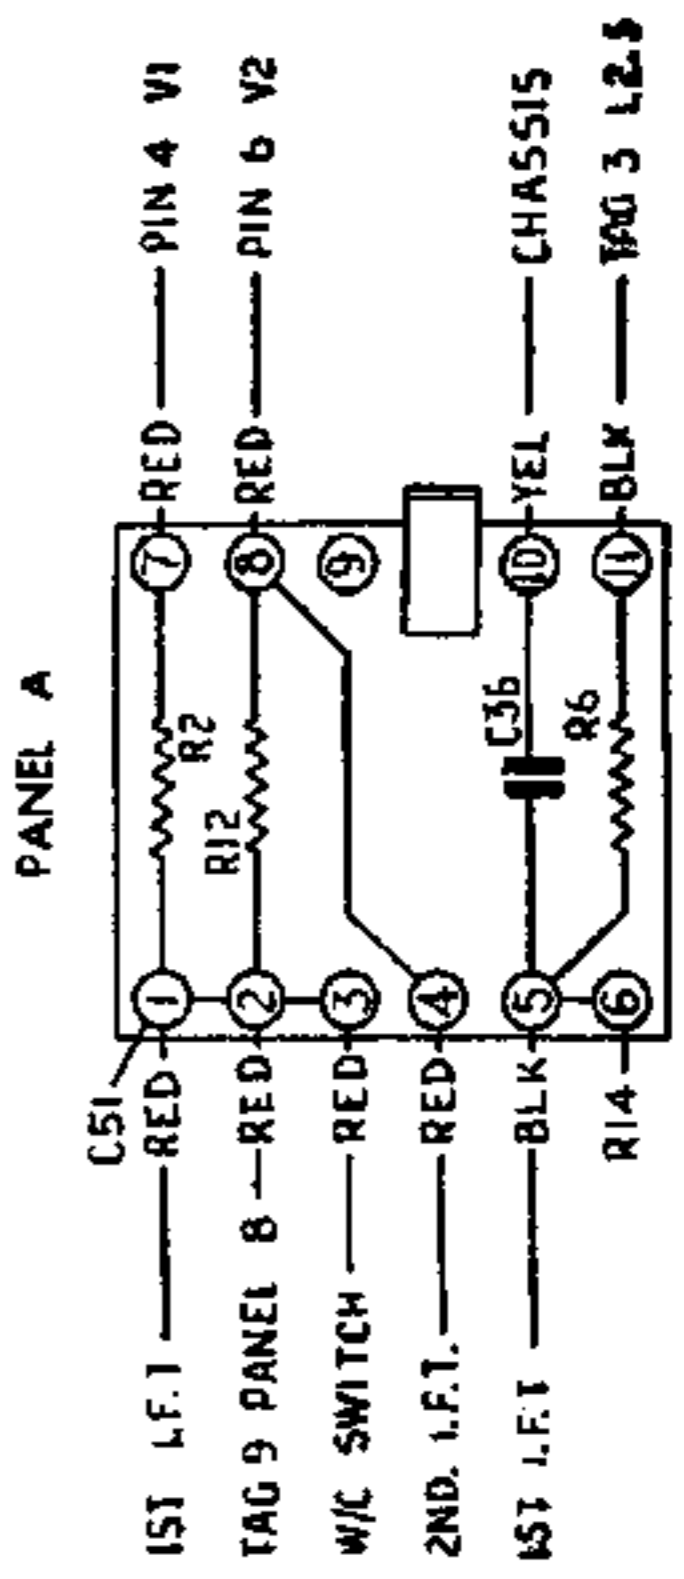 PANEL A
C51
1ST I.F.T RED 1 R2 7 RED PIN 4 V1
TAG 9 PANEL B RED 2 R12 8 RED PIN 6 V2
W/C SWITCH RED 3 9
2ND. I.F.T. RED 4
1ST I.F.T BLK 5 C36 10 YEL CHASSIS
R14 6 R6 11 BLK TAG 3 L2.5